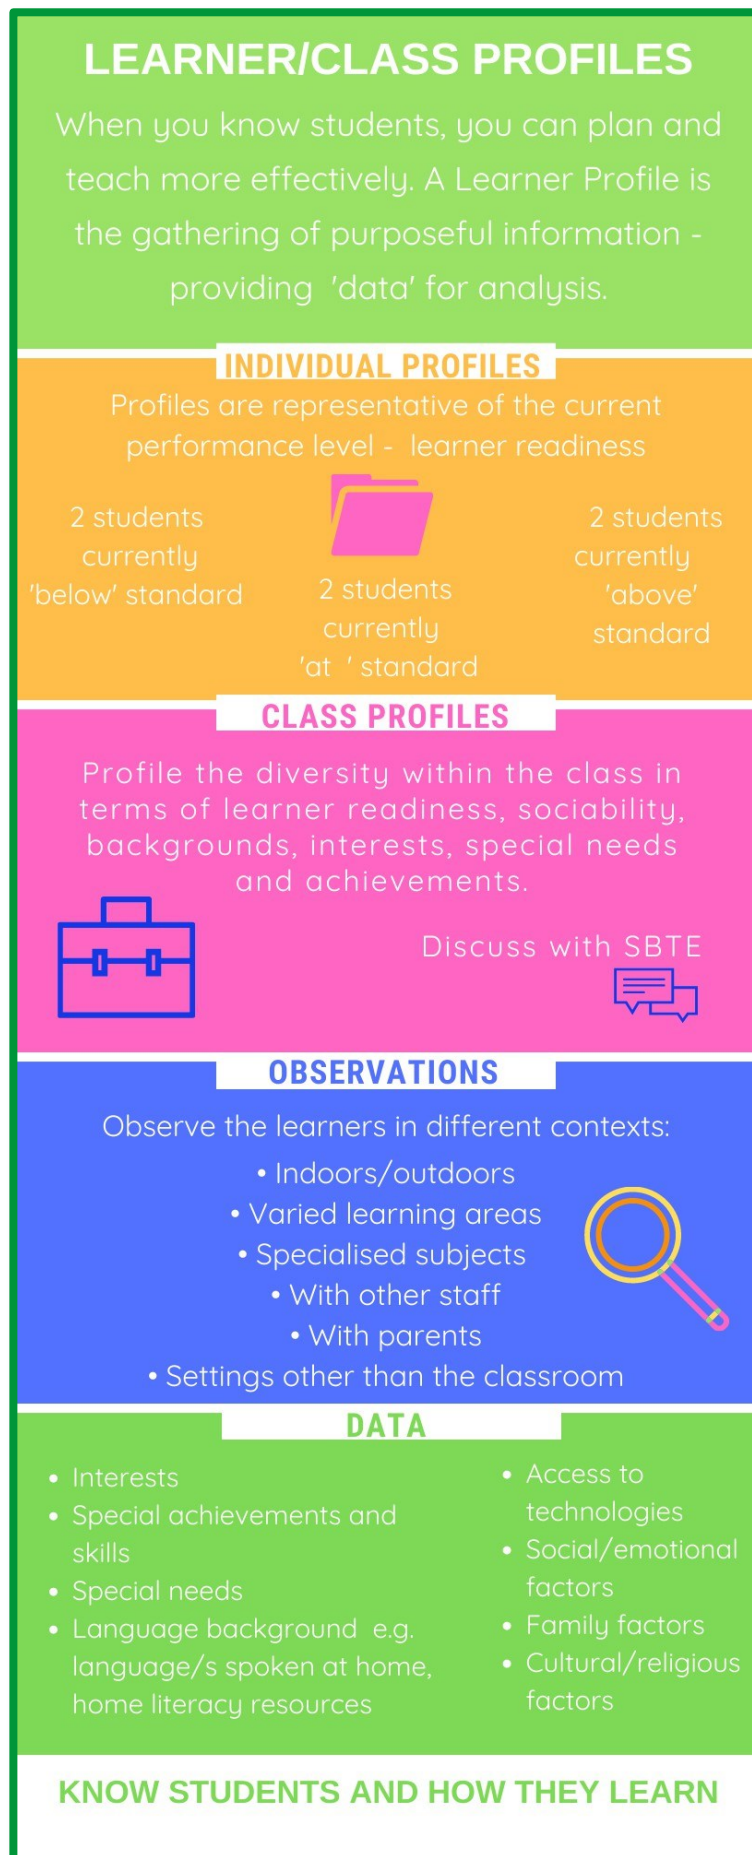 LEARNER/CLASS PROFILES
When you know students, you can plan and
teach more effectively. A Learner Profile is
the gathering of purposeful information -
providing 'data' for analysis.
INDIVIDUAL PROFILES
Profiles are representative of the current
performance level - learner readiness
2 students
currently
'below' standard
2 students
currently
'at ' standard
2 students
currently
'above'
standard
CLASS PROFILES
Profile the diversity within the class in
terms of learner readiness, sociability,
backgrounds, interests, special needs
and achievements.
Discuss with SBTE
OBSERVATIONS
Observe the learners in different contexts:
• Indoors/outdoors
• Varied learning areas
• Specialised subjects
• With other staff
• With parents
• Settings other than the classroom
DATA
• Interests
• Special achievements and
skills
• Special needs
• Language background e.g.
language/s spoken at home,
home literacy resources
• Access to
technologies
• Social/emotional
factors
• Family factors
• Cultural/religious
factors
KNOW STUDENTS AND HOW THEY LEARN